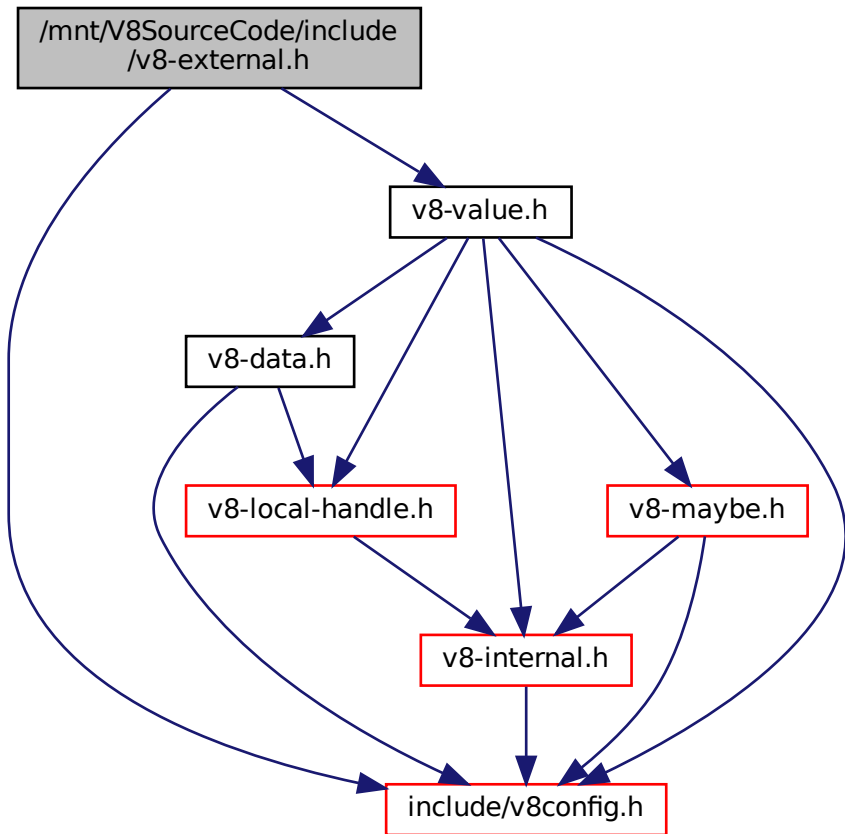 /mnt/V8SourceCode/include
/v8-external.h
v8-value.h
v8-data.h
v8-local-handle.h
v8-maybe.h
v8-internal.h
include/v8config.h